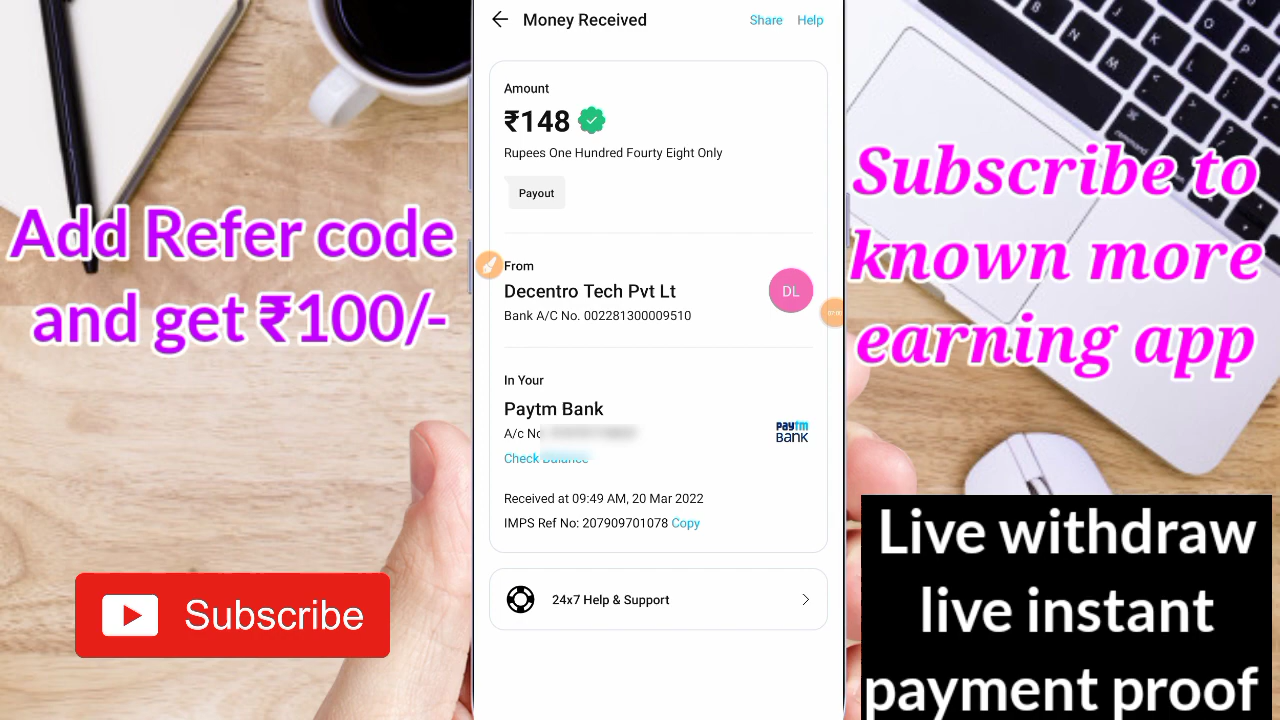 Money Received
Share Help
Amount
₹148
Rupees One Hundred Fourty Eight Only
Payout
From
Decentro Tech Pvt Lt
DL
Bank A/C No. 002281300009510
In Your
Paytm Bank
paytm
BANK
A/c No
Check Balance
Received at 09:49 AM, 20 Mar 2022
IMPS Ref No: 207909701078 Copy
24x7 Help & Support
Add Refer code
and get ₹100/-
Subscribe
Subscribe to
known more
earning app
Live withdraw
live instant
payment proof